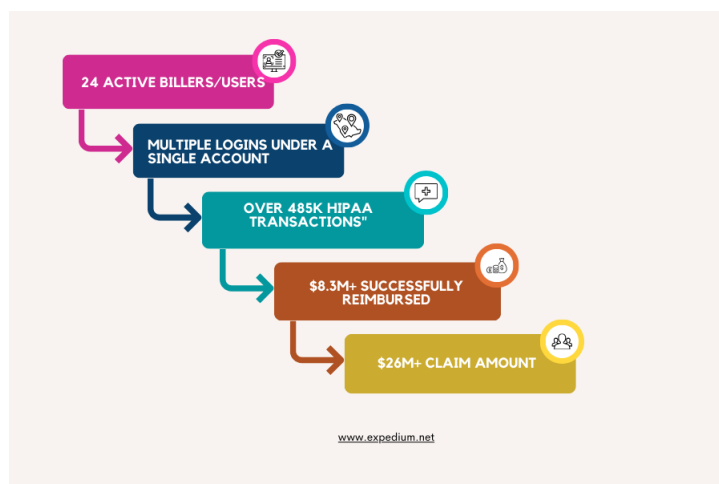 24 ACTIVE BILLERS/USERS
MULTIPLE LOGINS UNDER A
SINGLE ACCOUNT
OVER 485K HIPAA
TRANSACTIONS"
$8.3M+ SUCCESSFULLY
REIMBURSED
$26M+ CLAIM AMOUNT
www.expedium.net